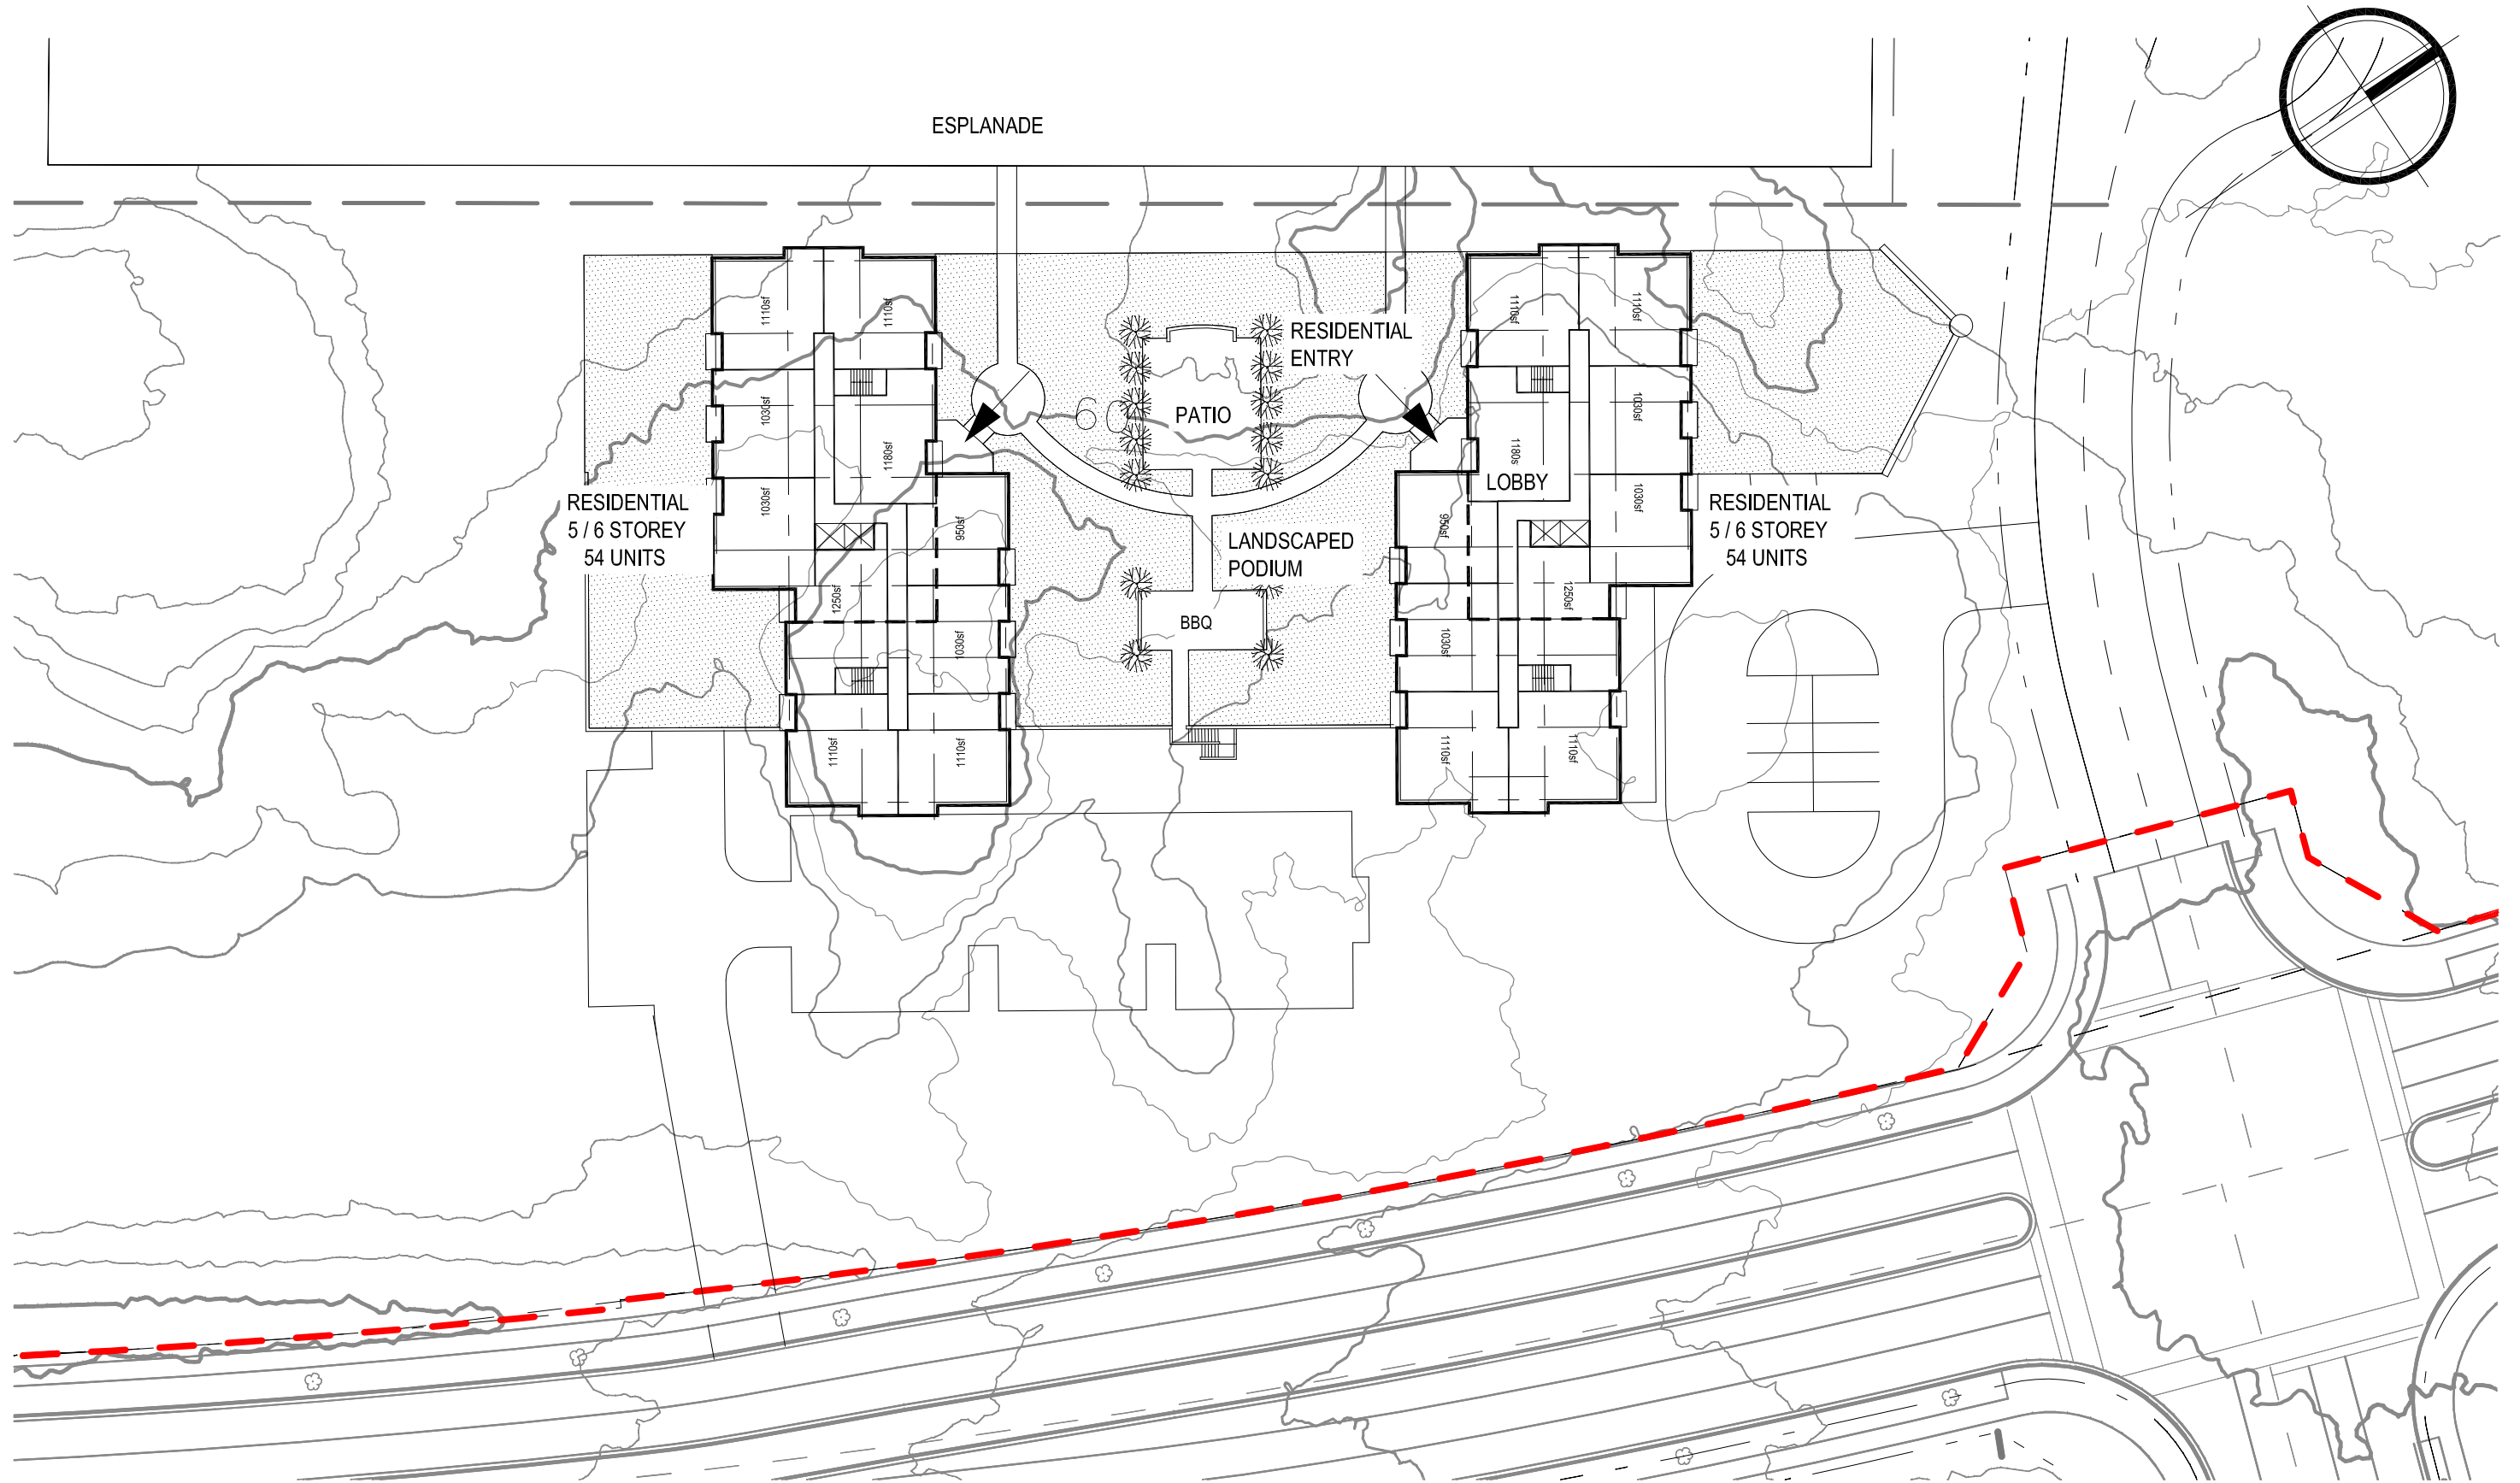 ESPLANADE
RESIDENTIAL
ENTRY
PATIO
60
LOBBY
RESIDENTIAL
5 / 6 STOREY
54 UNITS
RESIDENTIAL
5 / 6 STOREY
54 UNITS
LANDSCAPED
PODIUM
BBQ
1110sf
1110sf
1030sf
1180sf
1030sf
950sf
1250sf
1030sf
1110sf
1110sf
1110sf
1110sf
1030sf
1180s
1030sf
950sf
1250sf
1030sf
1110sf
1110sf